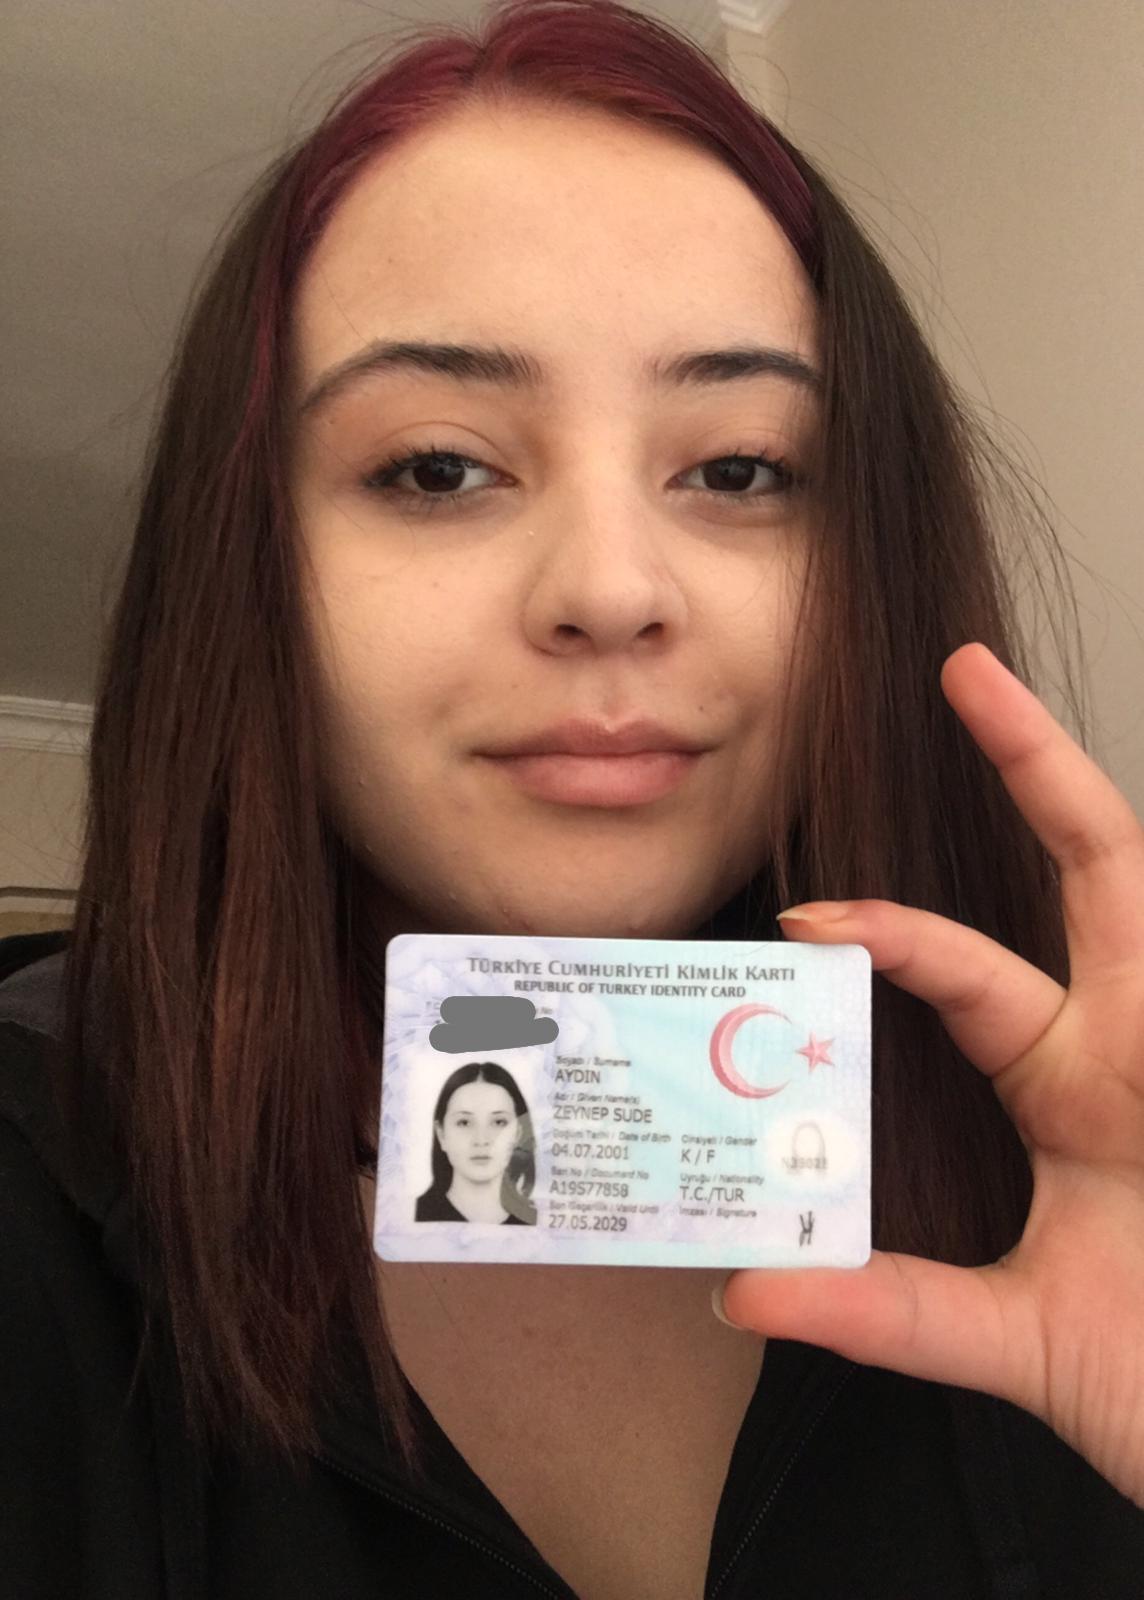 TÜRKİYE CUMHURİYETİ KİMLİK KARTI
REPUBLIC OF TURKEY IDENTITY CARD
Soyadı / Surname
AYDIN
Adı / Given Name(s)
ZEYNEP SUDE
Doğum Tarihi / Date of Birth Cinsiyeti / Gender
04.07.2001 K / F
Seri No / Document No Uyruğu / Nationality
A19S77858 T.C./TUR
Son Geçerlilik / Valid Until İmzası / Signature
27.05.2029